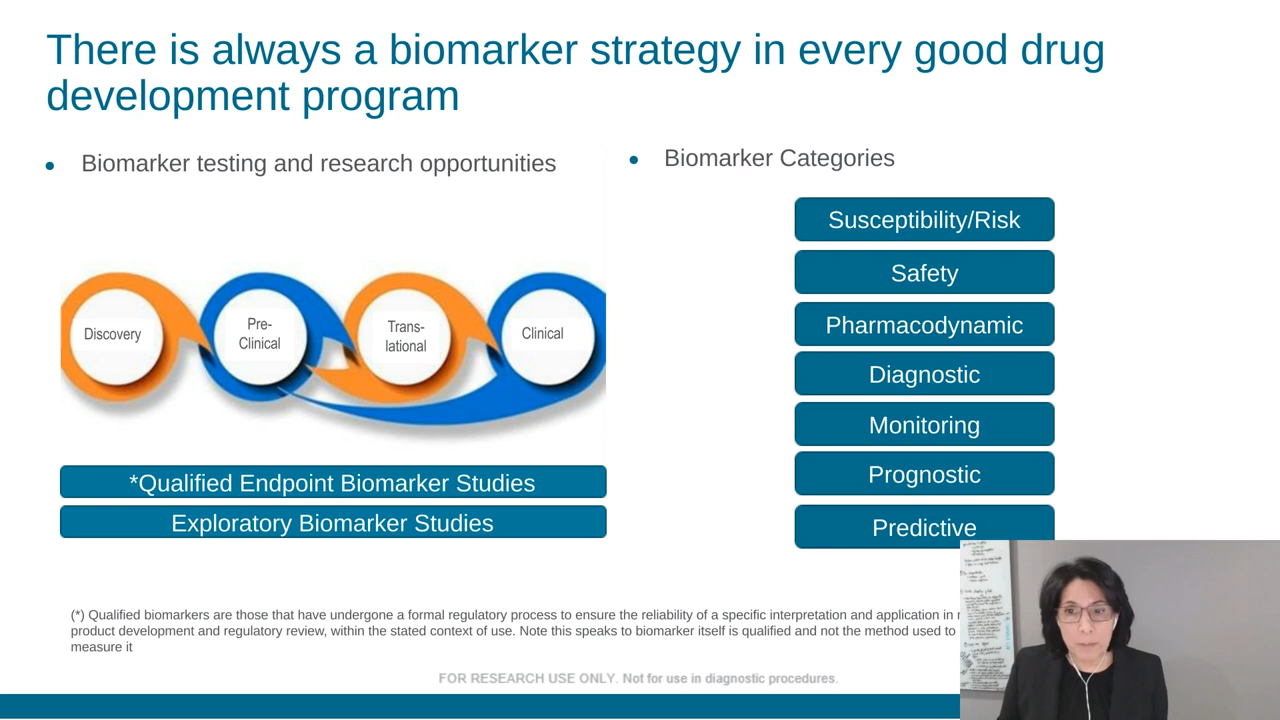 There is always a biomarker strategy in every good drug
development program
• Biomarker testing and research opportunities
Discovery
Pre-
Clinical
Trans-
lational
Clinical
*Qualified Endpoint Biomarker Studies
Exploratory Biomarker Studies
• Biomarker Categories
Susceptibility/Risk
Safety
Pharmacodynamic
Diagnostic
Monitoring
Prognostic
Predictive
(*) Qualified biomarkers are those that have undergone a formal regulatory process to ensure the reliability of a specific interpretation and application in
product development and regulatory review, within the stated context of use. Note this speaks to biomarker itself is qualified and not the method used to
measure it
FOR RESEARCH USE ONLY. Not for use in diagnostic procedures.